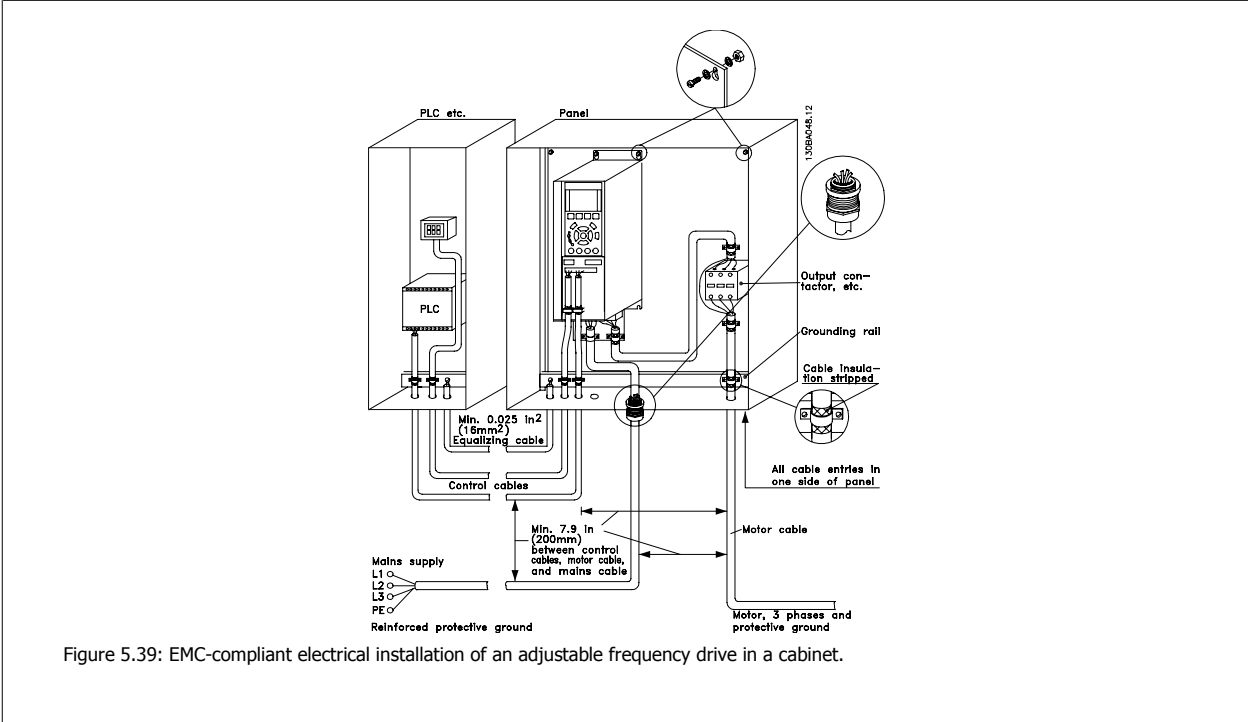 PLC etc.
Panel
130BA048.12
PLC
Output con-
tactor, etc.
Grounding rail
Cable insula-
tion stripped
Min. 0.025 in2
(16mm2)
Equalizing cable
All cable entries in
one side of panel
Control cables
Min. 7.9 in
(200mm)
between control
cables, motor cable,
and mains cable
Motor cable
Mains supply
L1
L2
L3
PE
Reinforced protective ground
Motor, 3 phases and
protective ground
Figure 5.39: EMC-compliant electrical installation of an adjustable frequency drive in a cabinet.